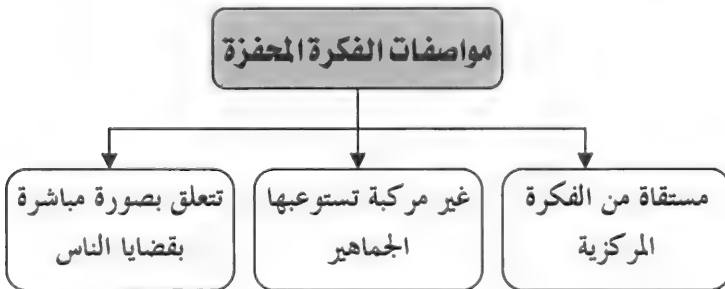 مواصفات الفكرة المحفزة
مستقاة من الفكرة
المركزية
غير مركبة تستوعبها
الجماهير
تتعلق بصورة مباشرة
بقضايا الناس